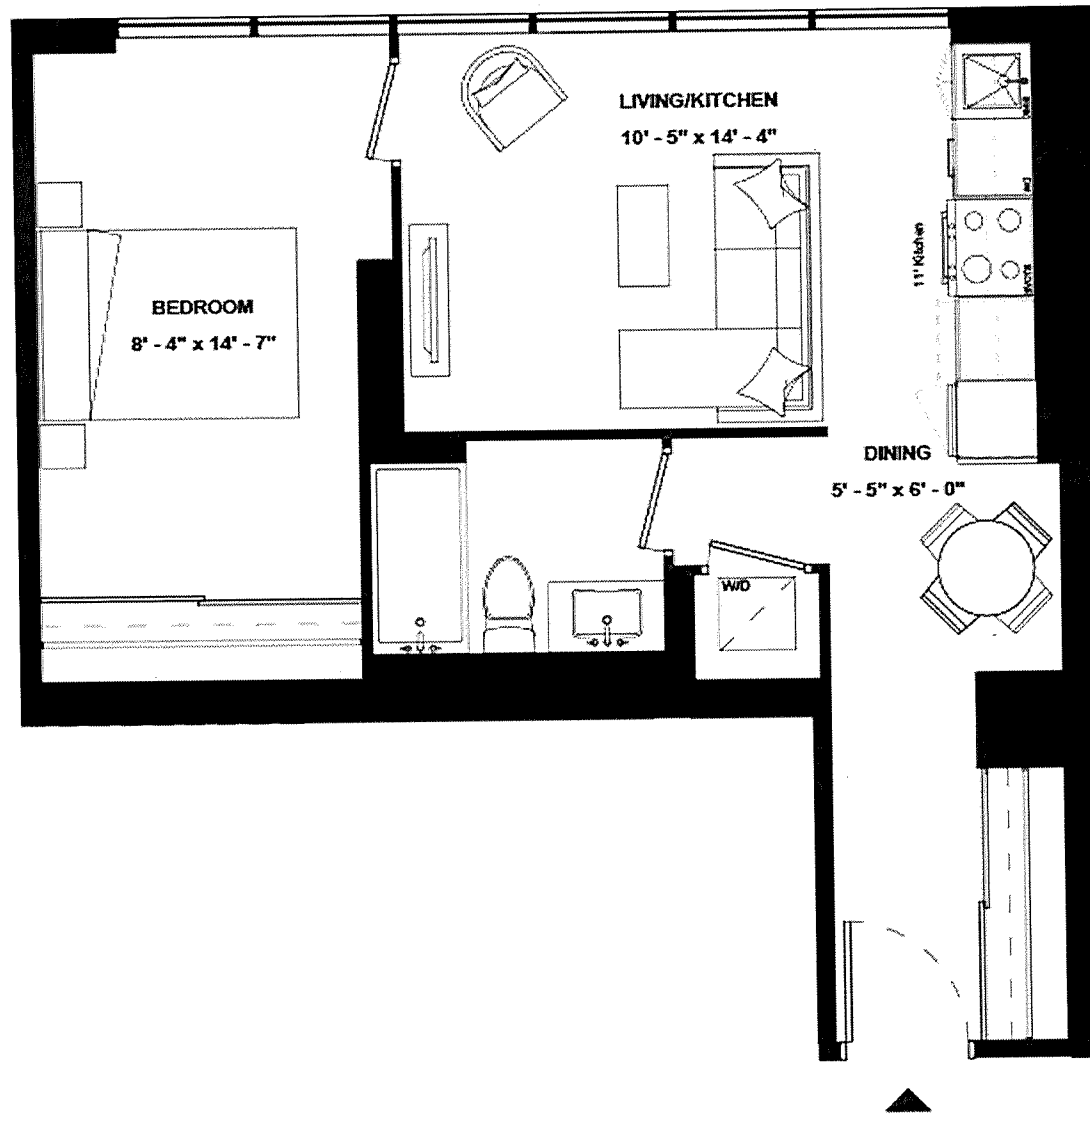 LIVING/KITCHEN
10' - 5" x 14' - 4"
11' Kitchen
BEDROOM
8' - 4" x 14' - 7"
DINING
5' - 5" x 6' - 0"
W/D